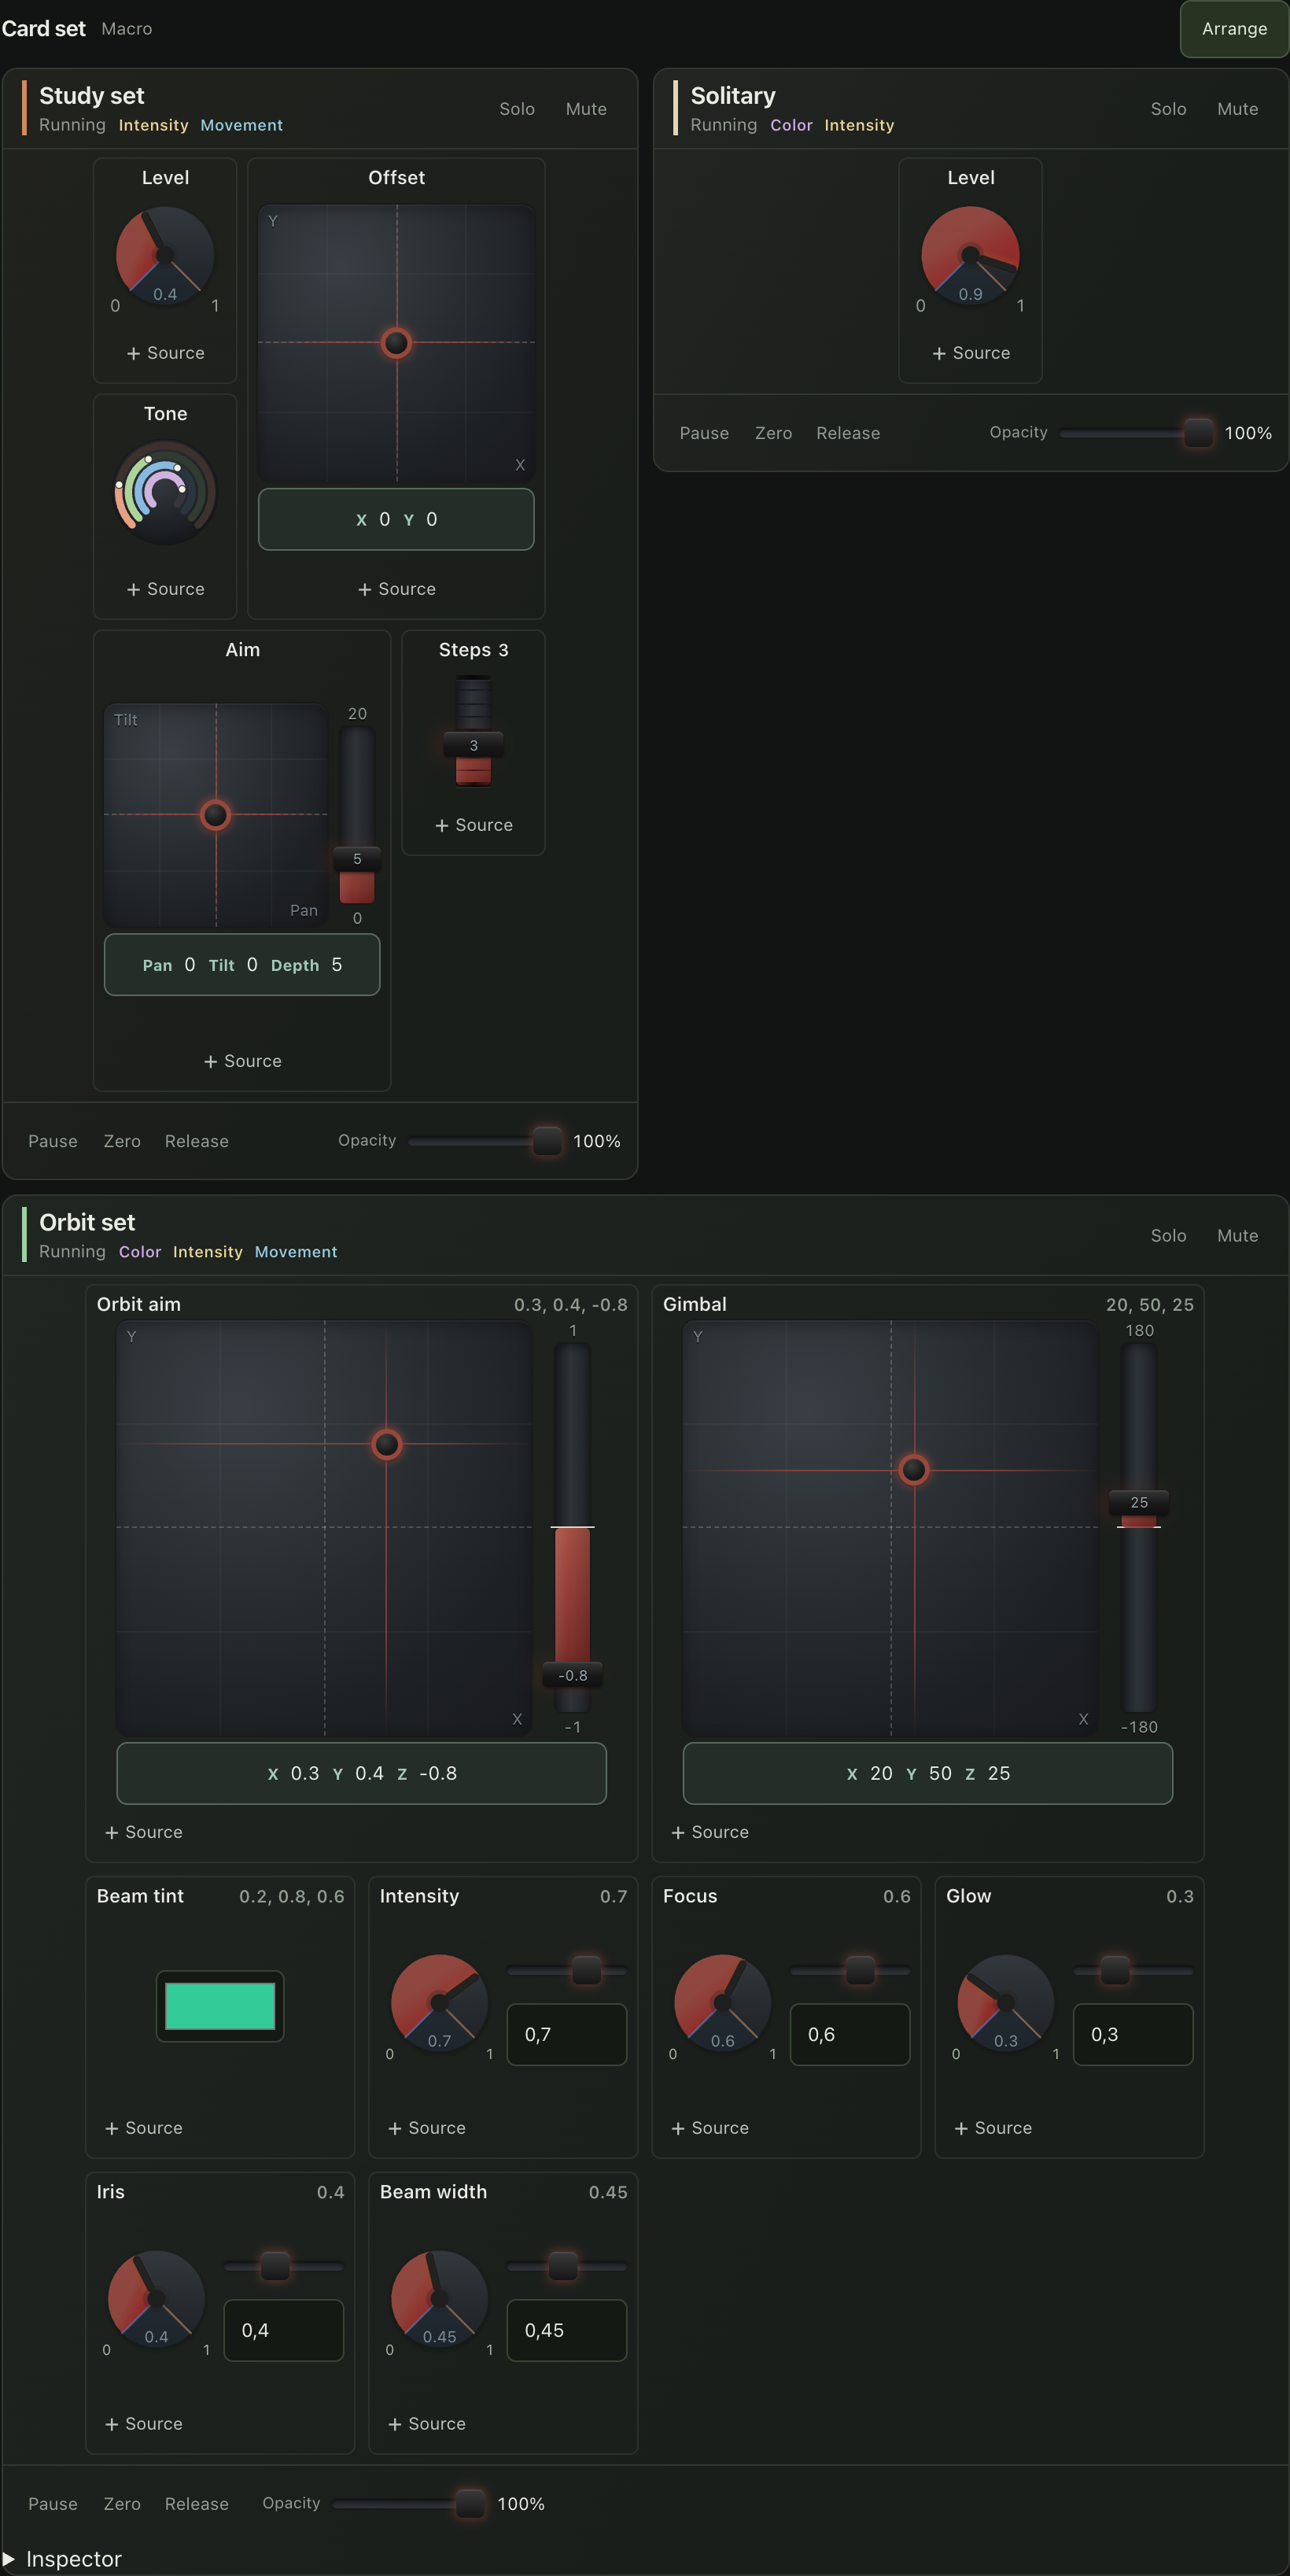 Card set Macro Arrange
Study set
Running Intensity Movement
Solo Mute
Level
0.4
0 1
+ Source
Offset
Y
X
X 0 Y 0
+ Source
Tone
+ Source
Aim
Tilt
Pan
20
5
0
Pan 0 Tilt 0 Depth 5
+ Source
Steps 3
3
+ Source
Pause Zero Release Opacity 100%
Solitary
Running Color Intensity
Solo Mute
Level
0.9
0 1
+ Source
Pause Zero Release Opacity 100%
Orbit set
Running Color Intensity Movement
Solo Mute
Orbit aim 0.3, 0.4, -0.8
Y
X
1
-0.8
-1
X 0.3 Y 0.4 Z -0.8
+ Source
Gimbal 20, 50, 25
Y
X
180
25
-180
X 20 Y 50 Z 25
+ Source
Beam tint 0.2, 0.8, 0.6
+ Source
Intensity 0.7
0.7
0 1
0,7
+ Source
Focus 0.6
0.6
0 1
0,6
+ Source
Glow 0.3
0.3
0 1
0,3
+ Source
Iris 0.4
0.4
0 1
0,4
+ Source
Beam width 0.45
0.45
0 1
0,45
+ Source
Pause Zero Release Opacity 100%
Inspector